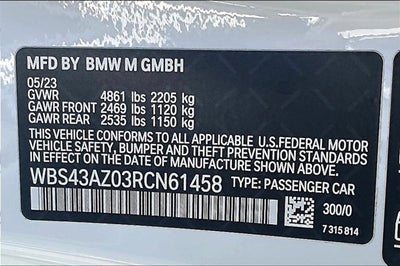 MFD BY BMW M GMBH
05/23
GVWR 4861 lbs 2205 kg
GAWR FRONT 2469 lbs 1120 kg
GAWR REAR 2535 lbs 1150 kg
THIS VEHICLE CONFORMS TO ALL APPLICABLE U.S.FEDERAL MOTOR
VEHICLE SAFETY, BUMPER AND THEFT PREVENTION STANDARDS
IN EFFECT ON THE DATE OF MANUFACTURE SHOWN ABOVE.
WBS43AZ03RCN61458 TYPE: PASSENGER CAR
300/0
7 315 814